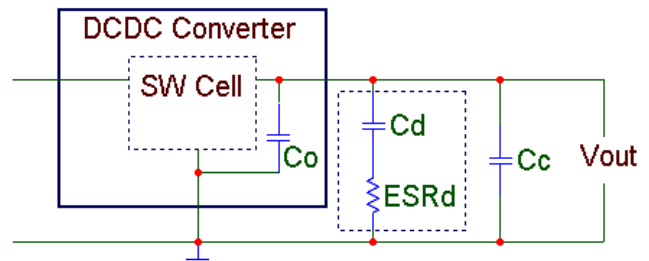 DCDC Converter
SW Cell
Co
Cd
ESRd
Cc
Vout